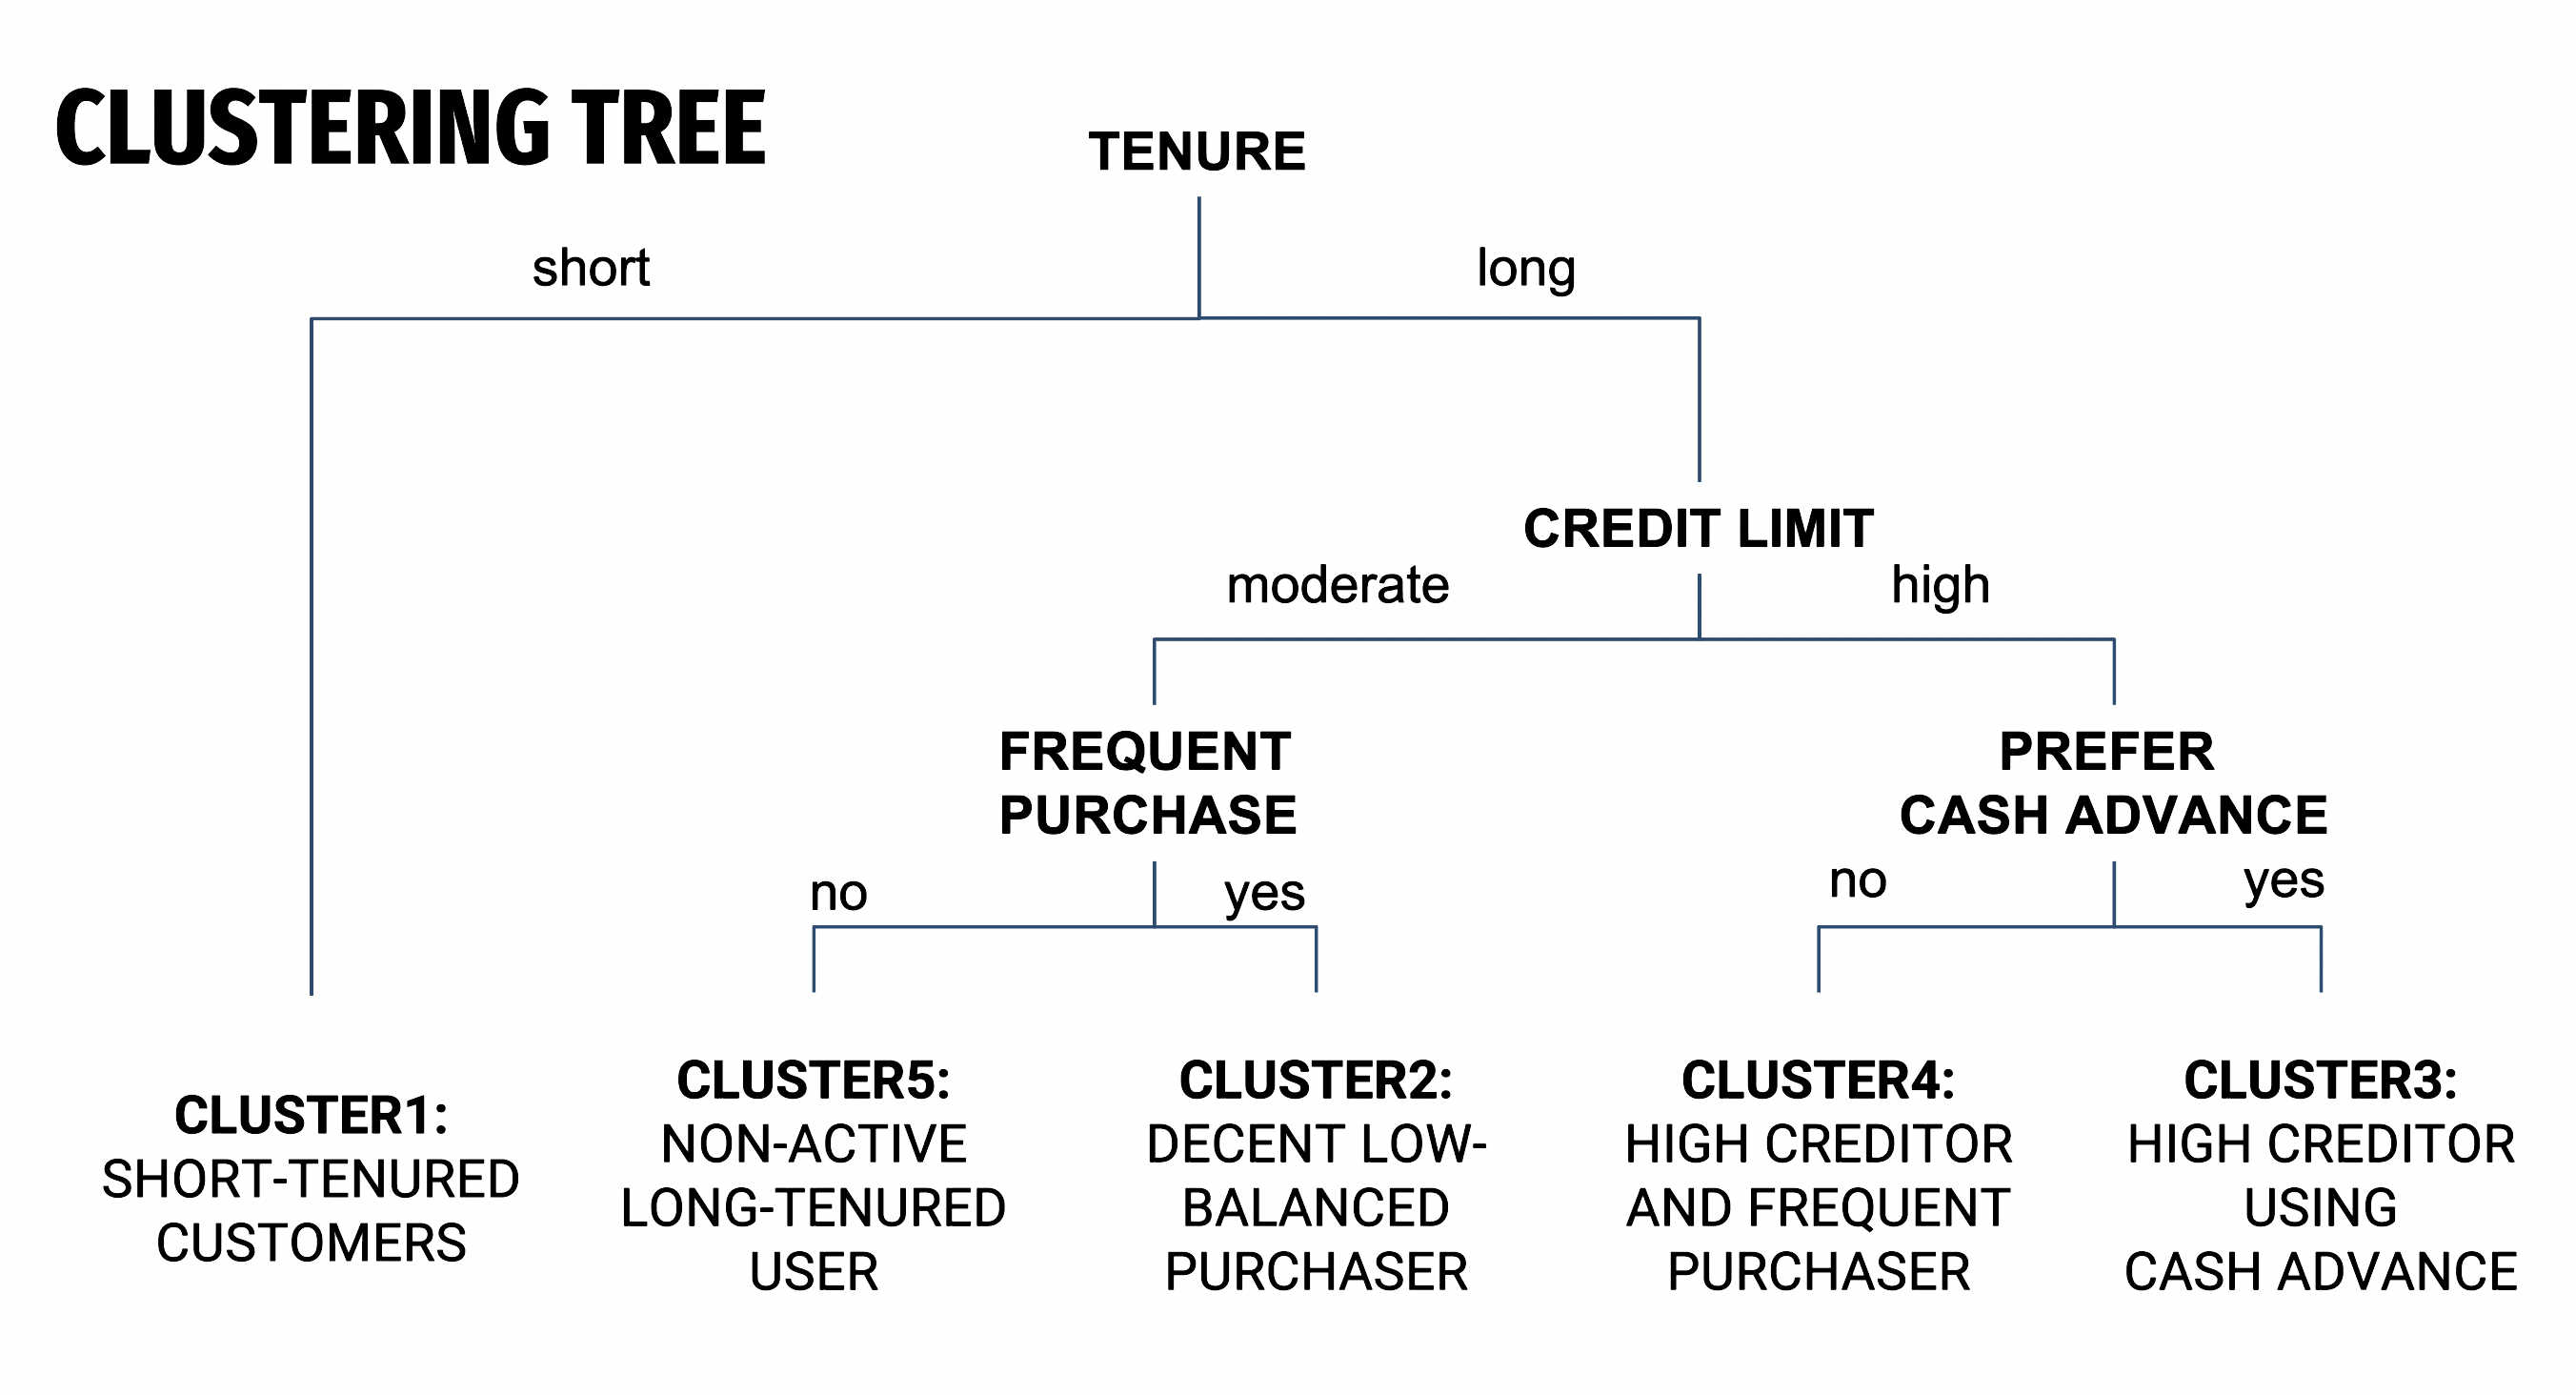 CLUSTERING TREE
TENURE
short
long
CREDIT LIMIT
moderate
high
FREQUENT
PURCHASE
PREFER
CASH ADVANCE
no
yes
no
yes
CLUSTER1:
SHORT-TENURED
CUSTOMERS
CLUSTER5:
NON-ACTIVE
LONG-TENURED
USER
CLUSTER2:
DECENT LOW-
BALANCED
PURCHASER
CLUSTER4:
HIGH CREDITOR
AND FREQUENT
PURCHASER
CLUSTER3:
HIGH CREDITOR
USING
CASH ADVANCE